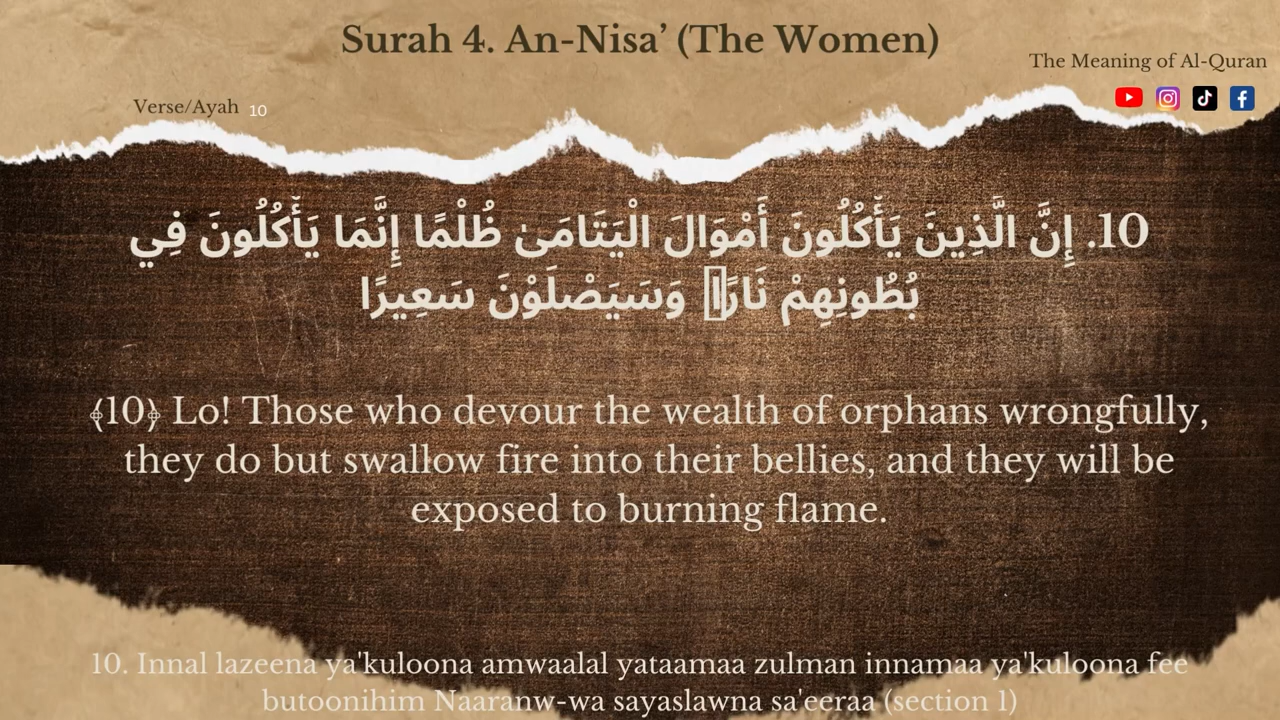 Surah 4. An-Nisa’ (The Women)
The Meaning of Al-Quran
Verse/Ayah 10
10. إِنَّ الَّذِينَ يَأْكُلُونَ أَمْوَالَ الْيَتَامَىٰ ظُلْمًا إِنَّمَا يَأْكُلُونَ فِي
بُطُونِهِمْ نَارًا وَسَيَصْلَوْنَ سَعِيرًا
﴾10﴿ Lo! Those who devour the wealth of orphans wrongfully,
they do but swallow fire into their bellies, and they will be
exposed to burning flame.
10. Innal lazeena ya'kuloona amwaalal yataamaa zulman innamaa ya'kuloona fee
butoonihim Naaranw-wa sayaslawna sa'eeraa (section 1)